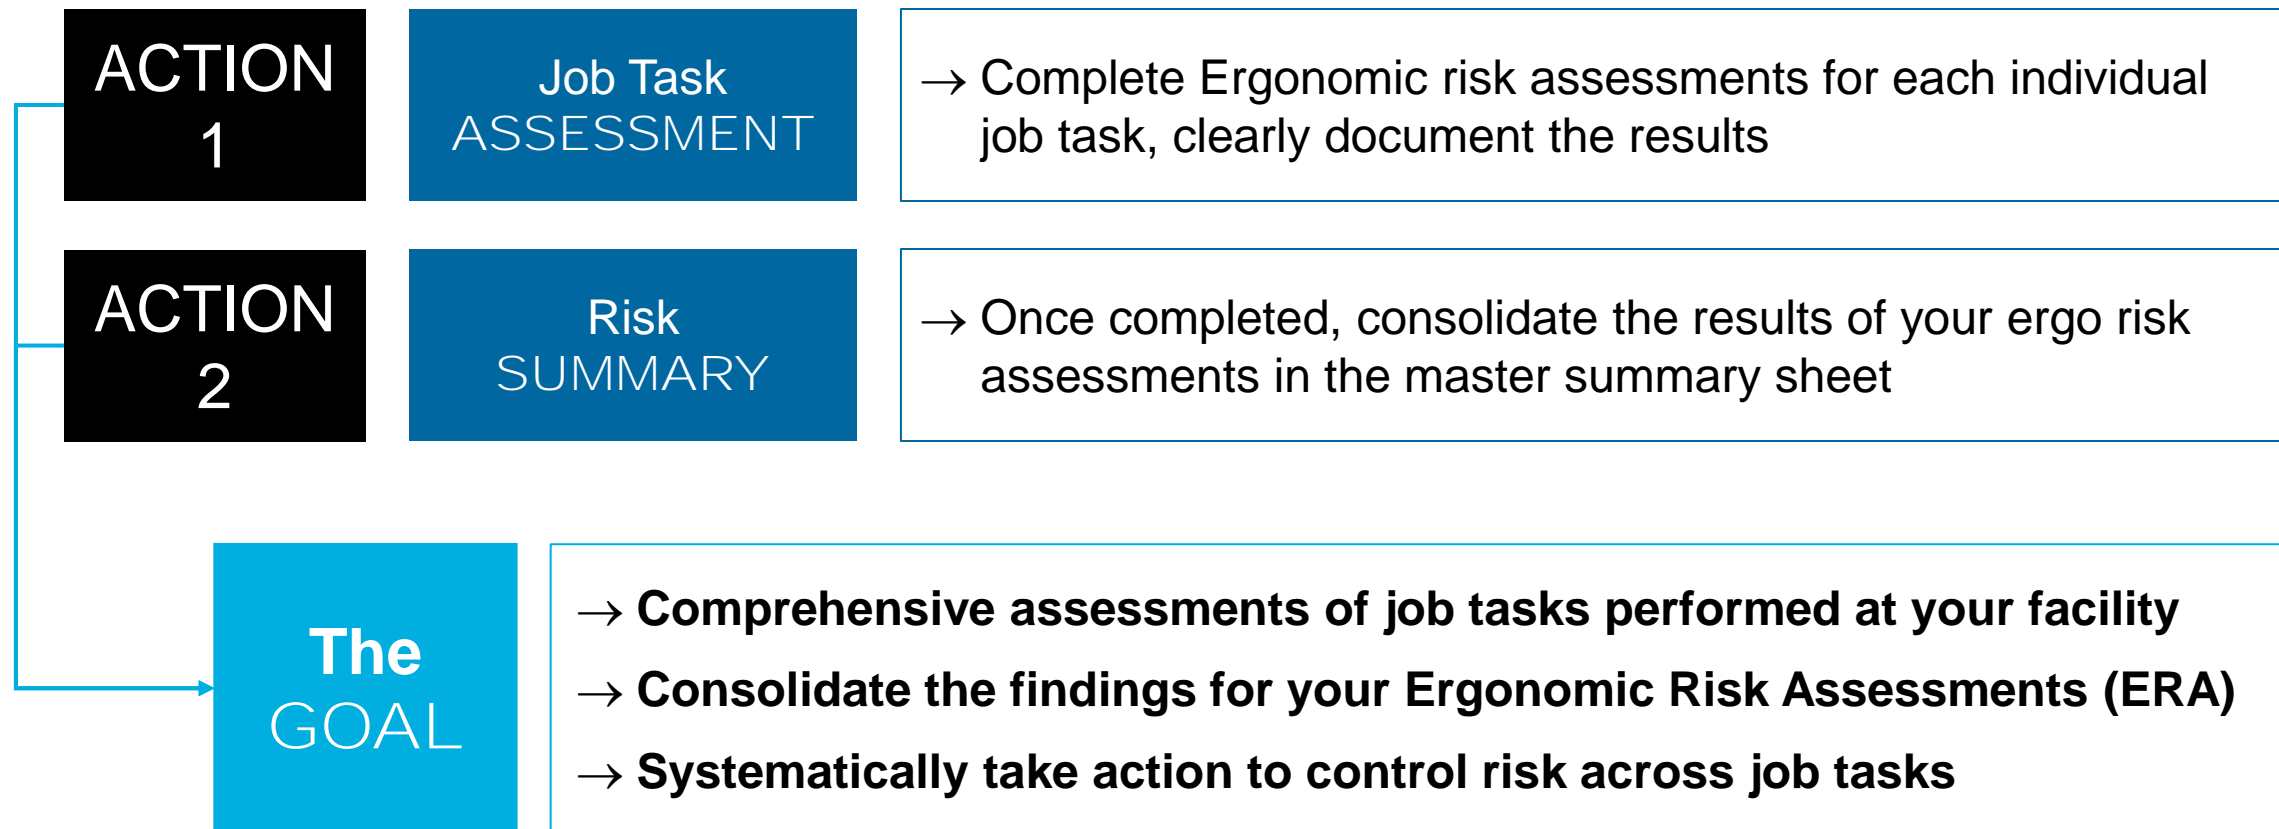 ACTION
1
Job Task
ASSESSMENT
→ Complete Ergonomic risk assessments for each individual
job task, clearly document the results
ACTION
2
Risk
SUMMARY
→ Once completed, consolidate the results of your ergo risk
assessments in the master summary sheet
The
GOAL
→ Comprehensive assessments of job tasks performed at your facility
→ Consolidate the findings for your Ergonomic Risk Assessments (ERA)
→ Systematically take action to control risk across job tasks